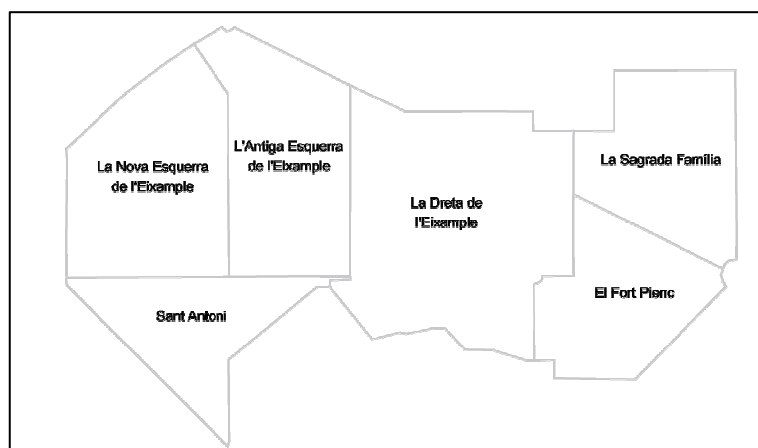 La Nova Esquerra
de l'Eixample
L'Antiga Esquerra
de l'Eixample
La Dreta de
l'Eixample
La Sagrada Família
El Fort Pienc
Sant Antoni